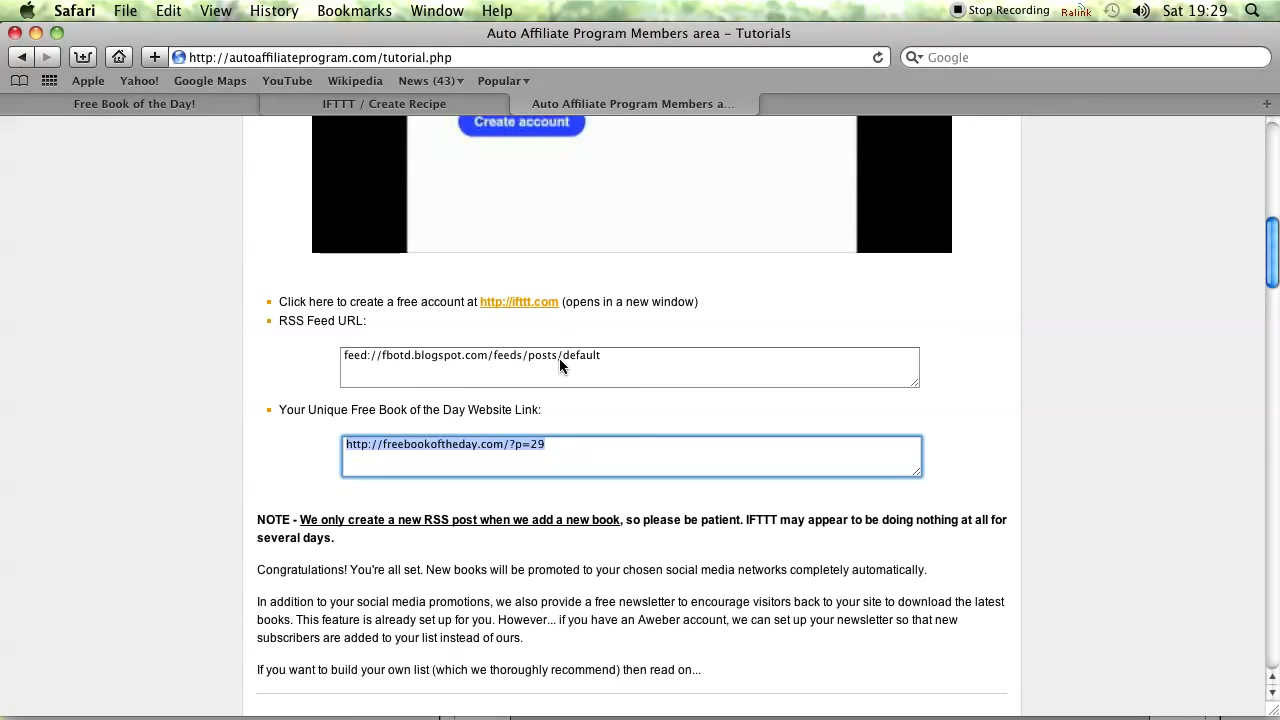 Safari File Edit View History Bookmarks Window Help Stop Recording Ralink Sat 19:29
Auto Affiliate Program Members area – Tutorials
http://autoaffiliateprogram.com/tutorial.php Google
Apple Yahoo! Google Maps YouTube Wikipedia News (43)▾ Popular▾
Free Book of the Day! IFTTT / Create Recipe Auto Affiliate Program Members a...
Create account
Click here to create a free account at http://ifttt.com (opens in a new window)
RSS Feed URL:
feed://fbotd.blogspot.com/feeds/posts/default
Your Unique Free Book of the Day Website Link:
http://freebookoftheday.com/?p=29
NOTE - We only create a new RSS post when we add a new book, so please be patient. IFTTT may appear to be doing nothing at all for
several days.
Congratulations! You're all set. New books will be promoted to your chosen social media networks completely automatically.
In addition to your social media promotions, we also provide a free newsletter to encourage visitors back to your site to download the latest
books. This feature is already set up for you. However... if you have an Aweber account, we can set up your newsletter so that new
subscribers are added to your list instead of ours.
If you want to build your own list (which we thoroughly recommend) then read on...